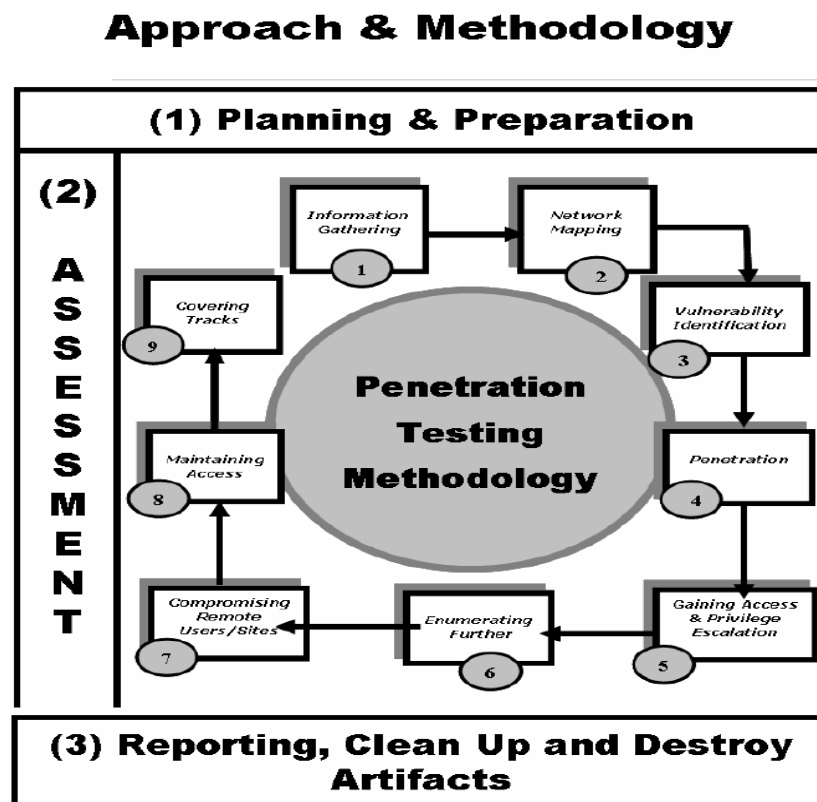 Approach & Methodology
(1) Planning & Preparation
(2)
A
S
S
E
S
S
M
E
N
T
Information
Gathering
1
Network
Mapping
2
Vulnerability
Identification
3
Penetration
4
Gaining Access
& Privilege
Escalation
5
Enumerating
Further
6
Compromising
Remote
Users/Sites
7
Maintaining
Access
8
Covering
Tracks
9
Penetration
Testing
Methodology
(3) Reporting, Clean Up and Destroy
Artifacts